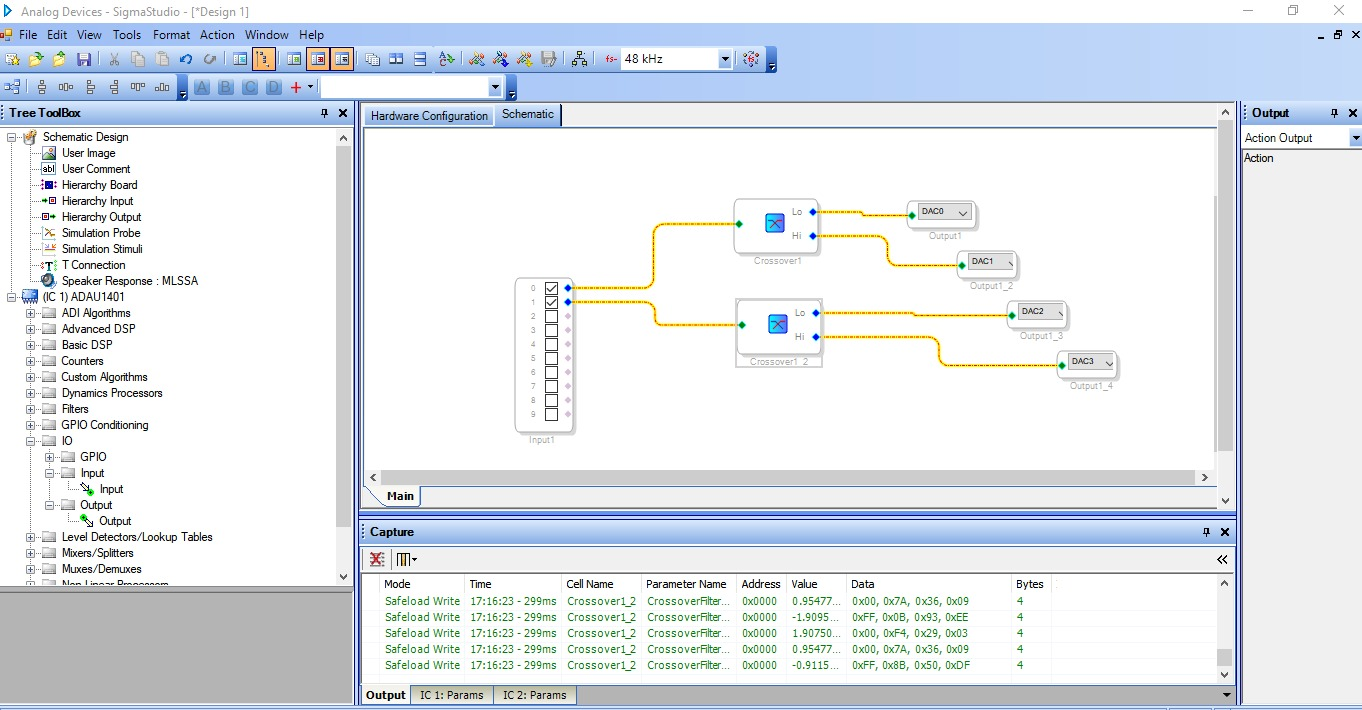 Analog Devices - SigmaStudio - [*Design 1]
File Edit View Tools Format Action Window Help
fs- 48 kHz
A B C D
Tree ToolBox
Schematic Design
User Image
User Comment
Hierarchy Board
Hierarchy Input
Hierarchy Output
Simulation Probe
Simulation Stimuli
T Connection
Speaker Response : MLSSA
(IC 1) ADAU1401
ADI Algorithms
Advanced DSP
Basic DSP
Counters
Custom Algorithms
Dynamics Processors
Filters
GPIO Conditioning
IO
GPIO
Input
Input
Output
Output
Level Detectors/Lookup Tables
Mixers/Splitters
Muxes/Demuxes
Non Linear Processors
Hardware Configuration Schematic
0
1
2
3
4
5
6
7
8
9
Input1
Lo
Hi
Crossover1
Lo
Hi
Crossover1_2
DAC0
Output1
DAC1
Output1_2
DAC2
Output1_3
DAC3
Output1_4
Main
Capture
Mode Time Cell Name Parameter Name Address Value Data Bytes
Safeload Write 17:16:23 - 299ms Crossover1_2 CrossoverFilter... 0x0000 0.95477... 0x00, 0x7A, 0x36, 0x09 4
Safeload Write 17:16:23 - 299ms Crossover1_2 CrossoverFilter... 0x0000 -1.9095... 0xFF, 0x0B, 0x93, 0xEE 4
Safeload Write 17:16:23 - 299ms Crossover1_2 CrossoverFilter... 0x0000 1.90750... 0x00, 0xF4, 0x29, 0x03 4
Safeload Write 17:16:23 - 299ms Crossover1_2 CrossoverFilter... 0x0000 0.95477... 0x00, 0x7A, 0x36, 0x09 4
Safeload Write 17:16:23 - 299ms Crossover1_2 CrossoverFilter... 0x0000 -0.9115... 0xFF, 0x8B, 0x50, 0xDF 4
Output IC 1: Params IC 2: Params
Output
Action Output
Action